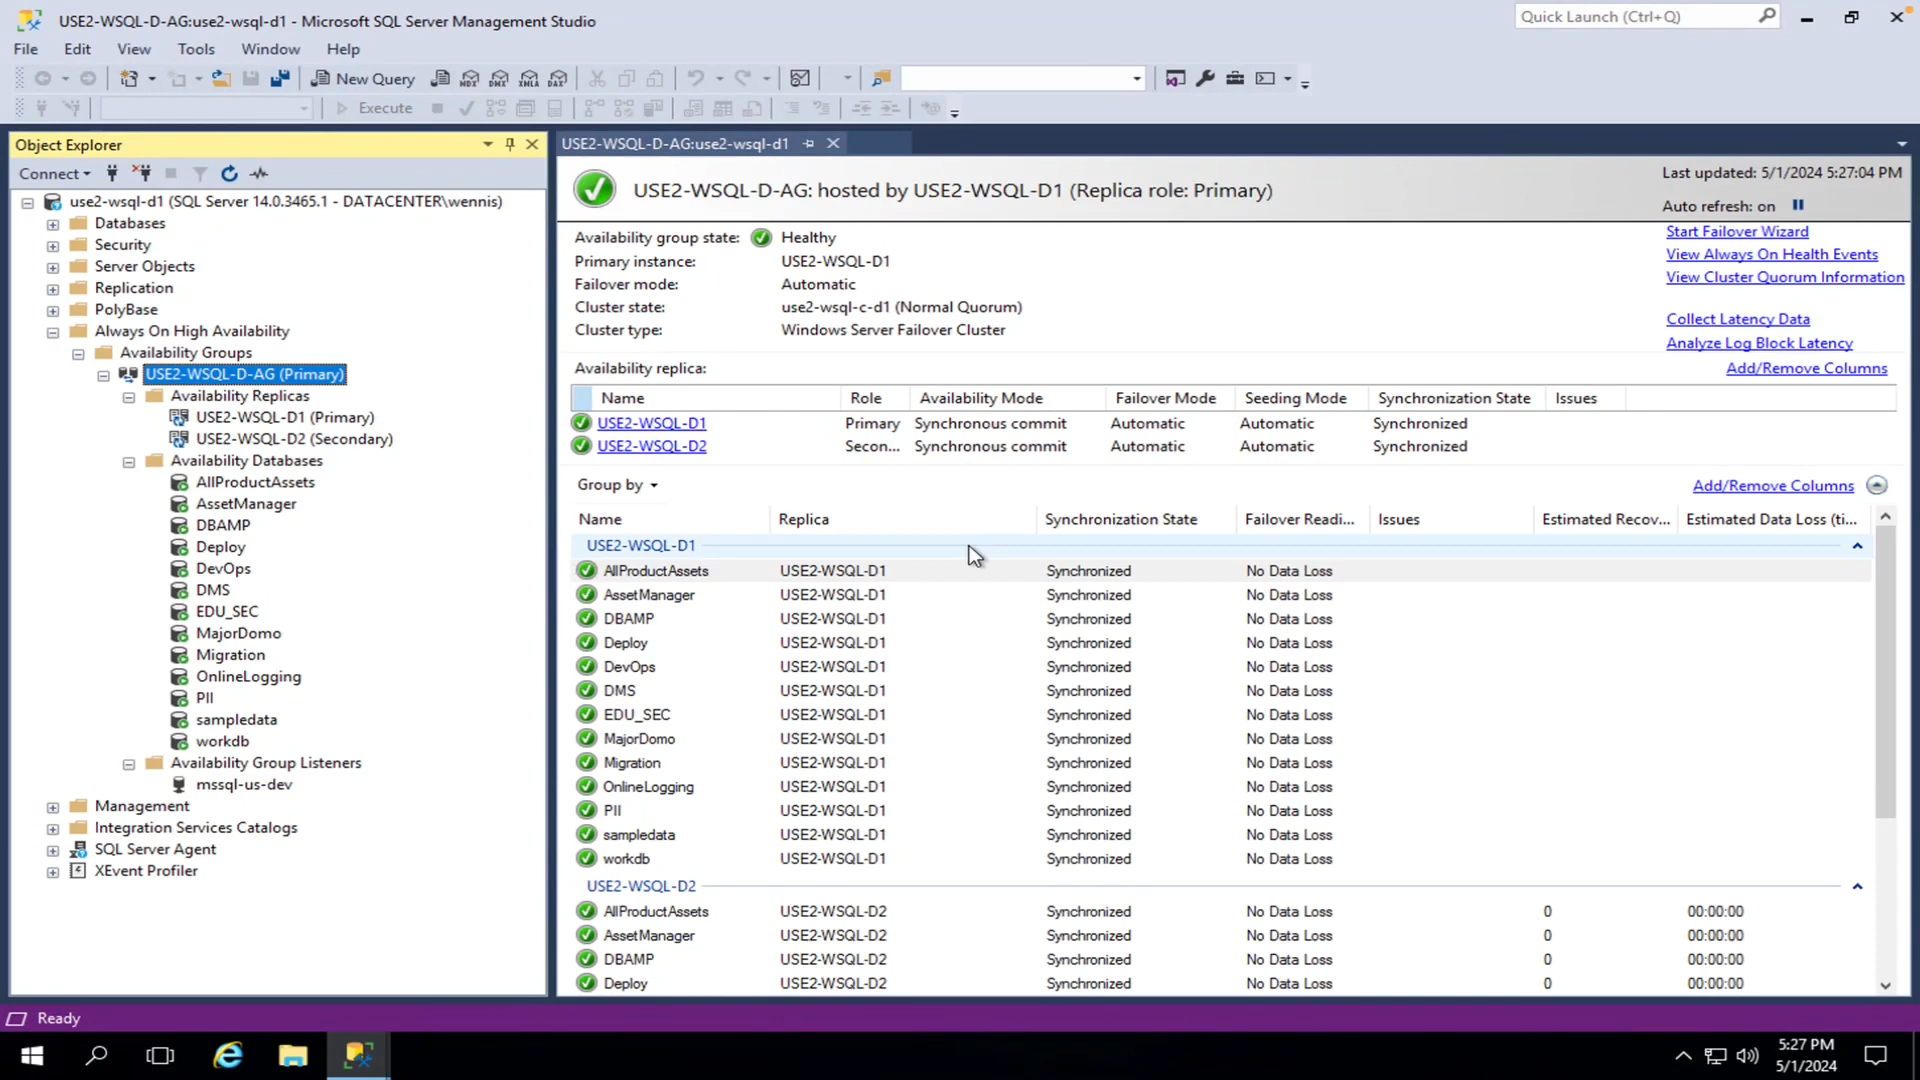 USE2-WSQL-D-AG:use2-wsql-d1 - Microsoft SQL Server Management Studio
Quick Launch (Ctrl+Q)
File Edit View Tools Window Help
New Query MDX DMX XMLA DAX
Execute
Object Explorer
Connect
use2-wsql-d1 (SQL Server 14.0.3465.1 - DATACENTER\wennis)
Databases
Security
Server Objects
Replication
PolyBase
Always On High Availability
Availability Groups
USE2-WSQL-D-AG (Primary)
Availability Replicas
USE2-WSQL-D1 (Primary)
USE2-WSQL-D2 (Secondary)
Availability Databases
AllProductAssets
AssetManager
DBAMP
Deploy
DevOps
DMS
EDU_SEC
MajorDomo
Migration
OnlineLogging
PII
sampledata
workdb
Availability Group Listeners
mssql-us-dev
Management
Integration Services Catalogs
SQL Server Agent
XEvent Profiler
USE2-WSQL-D-AG:use2-wsql-d1
USE2-WSQL-D-AG: hosted by USE2-WSQL-D1 (Replica role: Primary)
Last updated: 5/1/2024 5:27:04 PM
Auto refresh: on
Availability group state: Healthy
Primary instance: USE2-WSQL-D1
Failover mode: Automatic
Cluster state: use2-wsql-c-d1 (Normal Quorum)
Cluster type: Windows Server Failover Cluster
Start Failover Wizard
View Always On Health Events
View Cluster Quorum Information
Collect Latency Data
Analyze Log Block Latency
Availability replica: Add/Remove Columns
Name Role Availability Mode Failover Mode Seeding Mode Synchronization State Issues
USE2-WSQL-D1 Primary Synchronous commit Automatic Automatic Synchronized
USE2-WSQL-D2 Secon... Synchronous commit Automatic Automatic Synchronized
Group by Add/Remove Columns
Name Replica Synchronization State Failover Readi... Issues Estimated Recov... Estimated Data Loss (ti...
USE2-WSQL-D1
AllProductAssets USE2-WSQL-D1 Synchronized No Data Loss
AssetManager USE2-WSQL-D1 Synchronized No Data Loss
DBAMP USE2-WSQL-D1 Synchronized No Data Loss
Deploy USE2-WSQL-D1 Synchronized No Data Loss
DevOps USE2-WSQL-D1 Synchronized No Data Loss
DMS USE2-WSQL-D1 Synchronized No Data Loss
EDU_SEC USE2-WSQL-D1 Synchronized No Data Loss
MajorDomo USE2-WSQL-D1 Synchronized No Data Loss
Migration USE2-WSQL-D1 Synchronized No Data Loss
OnlineLogging USE2-WSQL-D1 Synchronized No Data Loss
PII USE2-WSQL-D1 Synchronized No Data Loss
sampledata USE2-WSQL-D1 Synchronized No Data Loss
workdb USE2-WSQL-D1 Synchronized No Data Loss
USE2-WSQL-D2
AllProductAssets USE2-WSQL-D2 Synchronized No Data Loss 0 00:00:00
AssetManager USE2-WSQL-D2 Synchronized No Data Loss 0 00:00:00
DBAMP USE2-WSQL-D2 Synchronized No Data Loss 0 00:00:00
Deploy USE2-WSQL-D2 Synchronized No Data Loss 0 00:00:00
Ready
5:27 PM
5/1/2024